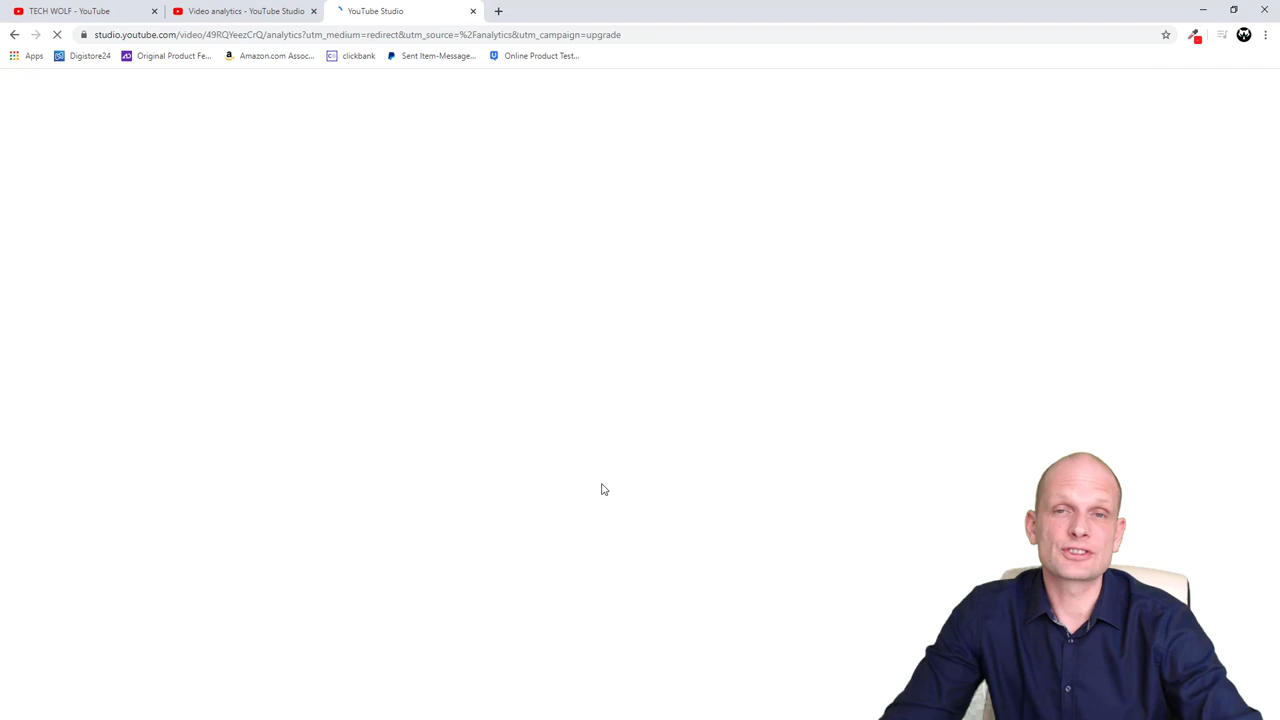 TECH WOLF - YouTube
Video analytics - YouTube Studio
YouTube Studio
studio.youtube.com/video/49RQYeezCrQ/analytics?utm_medium=redirect&utm_source=%2Fanalytics&utm_campaign=upgrade
Apps
Digistore24
Original Product Fe...
Amazon.com Assoc...
clickbank
Sent Item-Message...
Online Product Test...